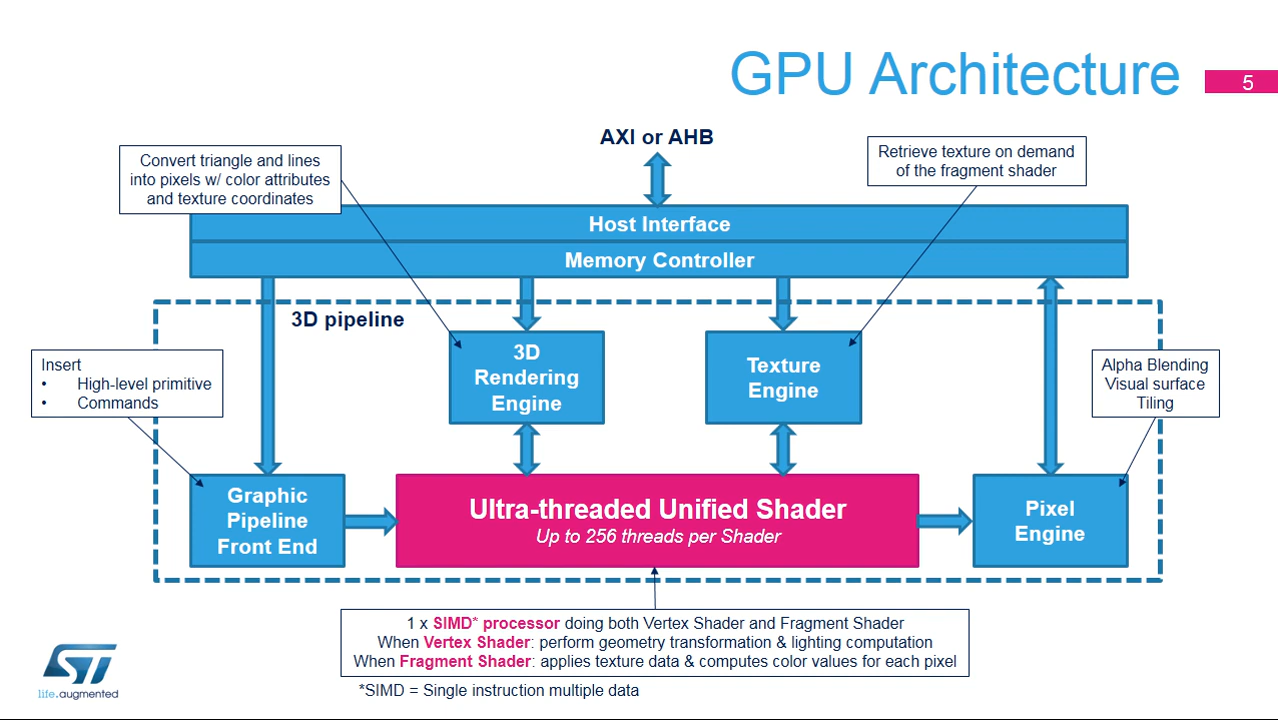 GPU Architecture
5
AXI or AHB
Convert triangle and lines
into pixels w/ color attributes
and texture coordinates
Retrieve texture on demand
of the fragment shader
Host Interface
Memory Controller
3D pipeline
3D
Rendering
Engine
Texture
Engine
Insert
• High-level primitive
• Commands
Alpha Blending
Visual surface
Tiling
Graphic
Pipeline
Front End
Ultra-threaded Unified Shader
Up to 256 threads per Shader
Pixel
Engine
1 x SIMD* processor doing both Vertex Shader and Fragment Shader
When Vertex Shader: perform geometry transformation & lighting computation
When Fragment Shader: applies texture data & computes color values for each pixel
*SIMD = Single instruction multiple data
ST
life.augmented